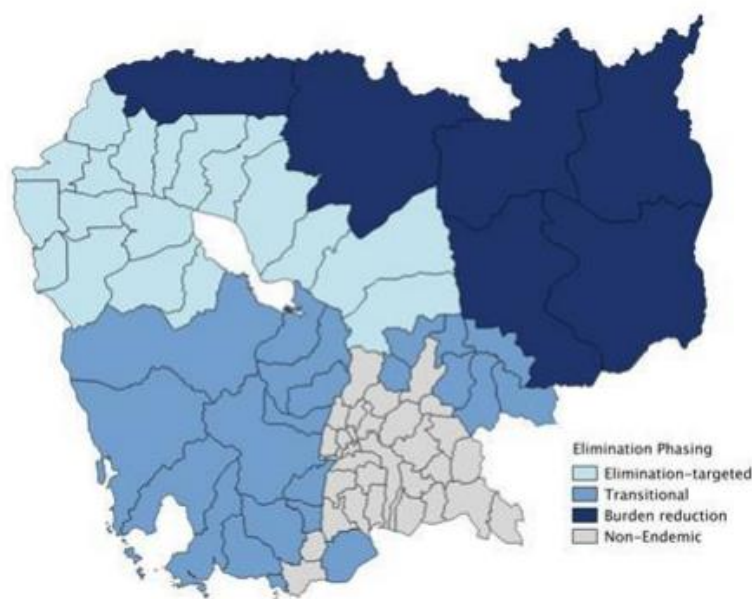 Elimination Phasing
Elimination-targeted
Transitional
Burden reduction
Non-Endemic